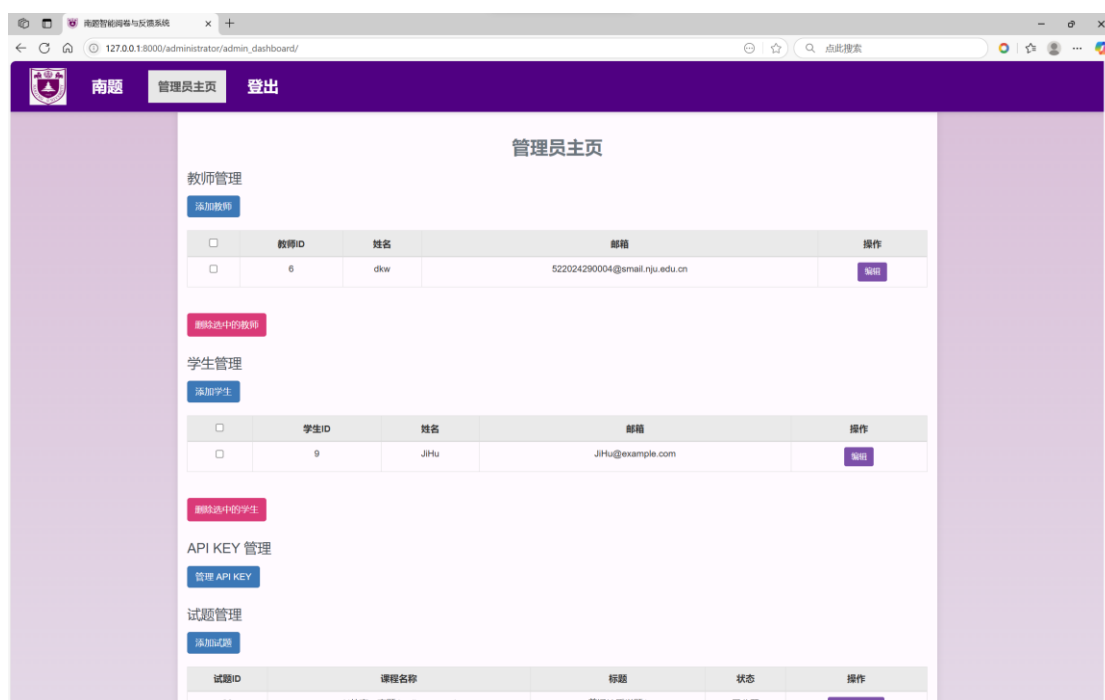 南题智能阅卷与反馈系统
127.0.0.1:8000/administrator/admin_dashboard/
点此搜索
南题 管理员主页 登出
管理员主页
教师管理
添加教师
教师ID 姓名 邮箱 操作
6 dkw 522024290004@smail.nju.edu.cn 编辑
删除选中的教师
学生管理
添加学生
学生ID 姓名 邮箱 操作
9 JiHu JiHu@example.com 编辑
删除选中的学生
API KEY 管理
管理 API KEY
试题管理
添加试题
试题ID 课程名称 标题 状态 操作